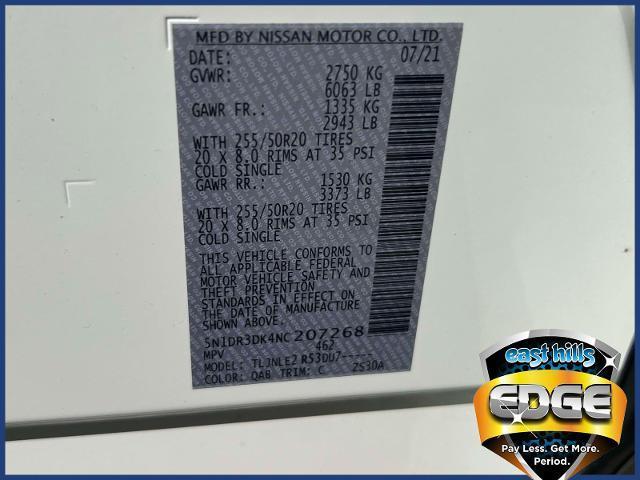 MFD BY NISSAN MOTOR CO., LTD.
DATE: 07/21
GVWR: 2750 KG
6063 LB
GAWR FR.: 1335 KG
2943 LB
WITH 255/50R20 TIRES
20 X 8.0 RIMS AT 35 PSI
COLD SINGLE
GAWR RR.: 1530 KG
3373 LB
WITH 255/50R20 TIRES
20 X 8.0 RIMS AT 35 PSI
COLD SINGLE
THIS VEHICLE CONFORMS TO
ALL APPLICABLE FEDERAL
MOTOR VEHICLE SAFETY AND
THEFT PREVENTION
STANDARDS IN EFFECT ON
THE DATE OF MANUFACTURE
5N1DR3DK4NC207268
MPV 462
TLJNLE2 R53DU7-----
COLOR: QAB TRIM: C ZS30A
east hills
EDGE
Pay Less. Get More.
Period.